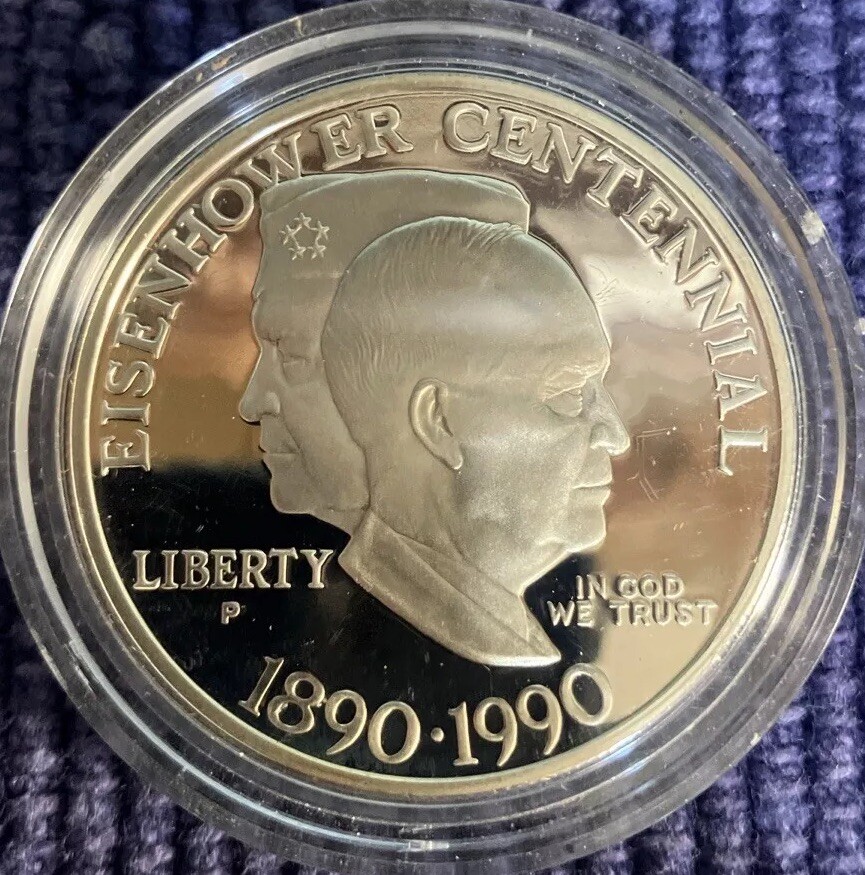 EISENHOWER CENTENNIAL
LIBERTY
P
IN GOD
WE TRUST
1890·1990